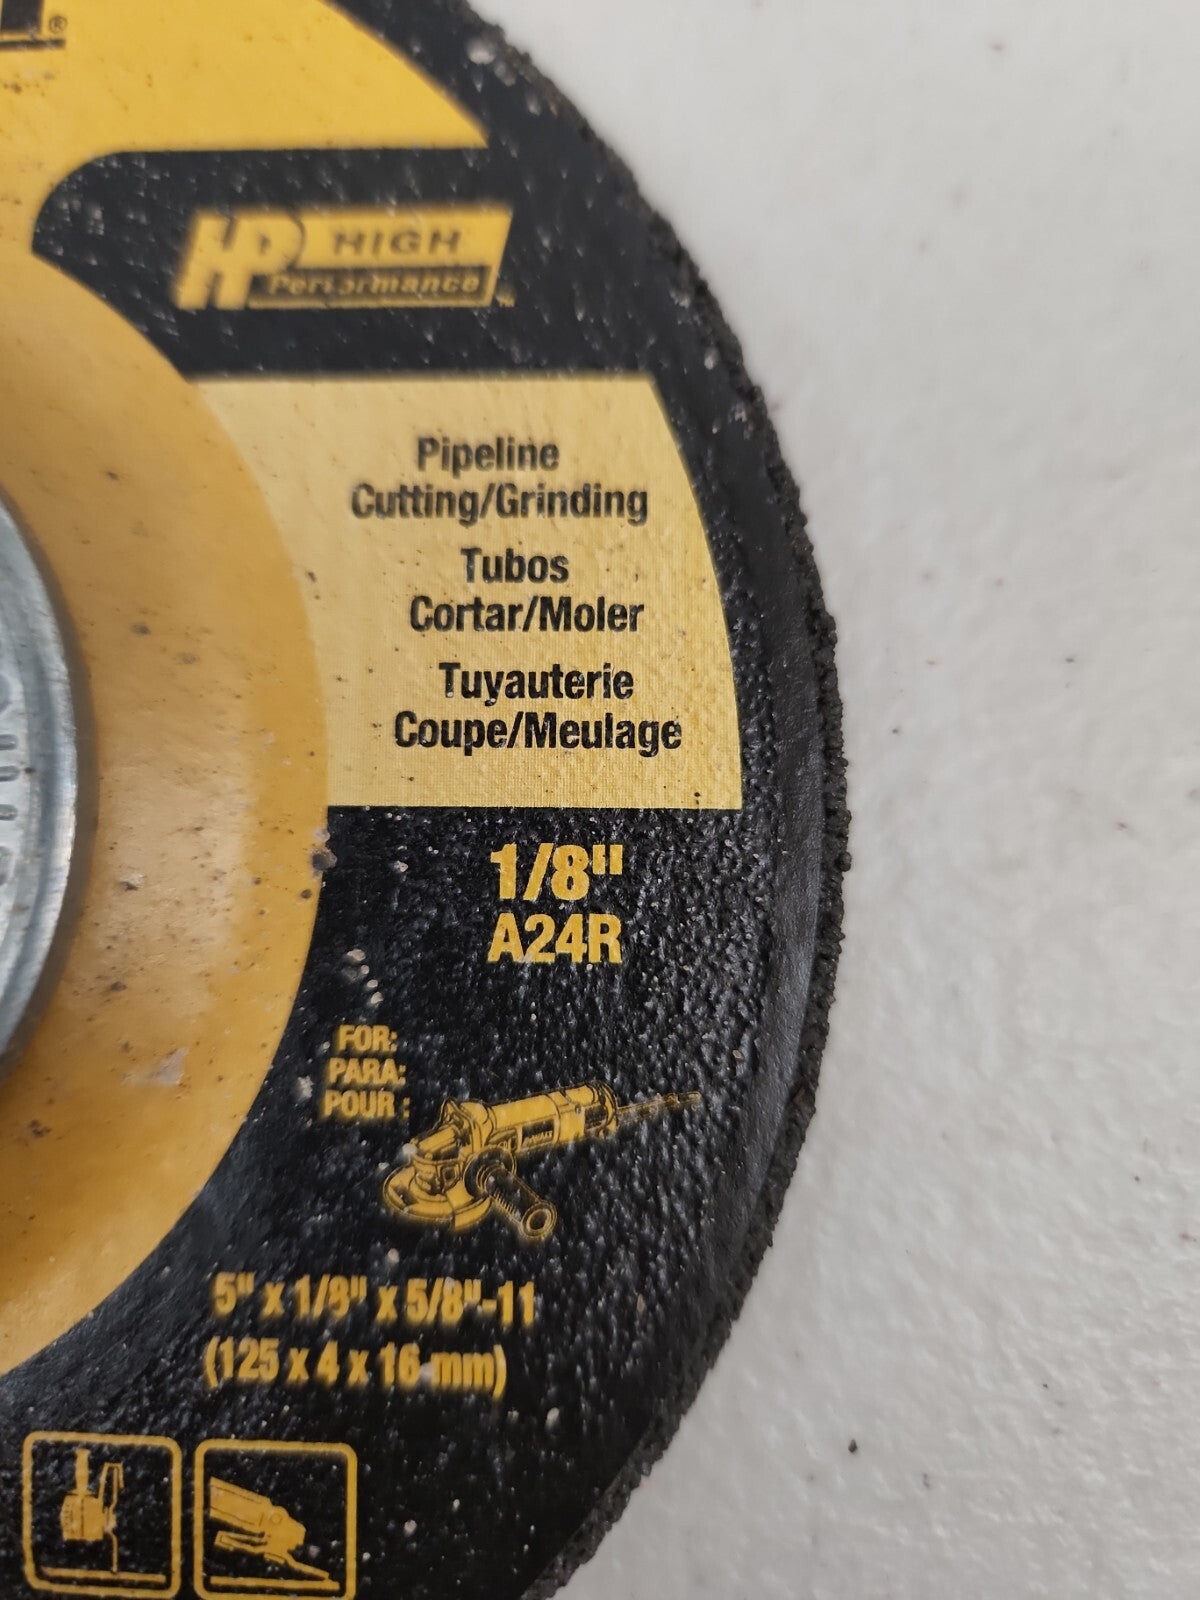 ®
HP HIGH
Performance ™
Pipeline
Cutting/Grinding
Tubos
Cortar/Moler
Tuyauterie
Coupe/Meulage
1/8"
A24R
FOR:
PARA:
POUR :
5" x 1/8" x 5/8"-11
(125 x 4 x 16 mm)